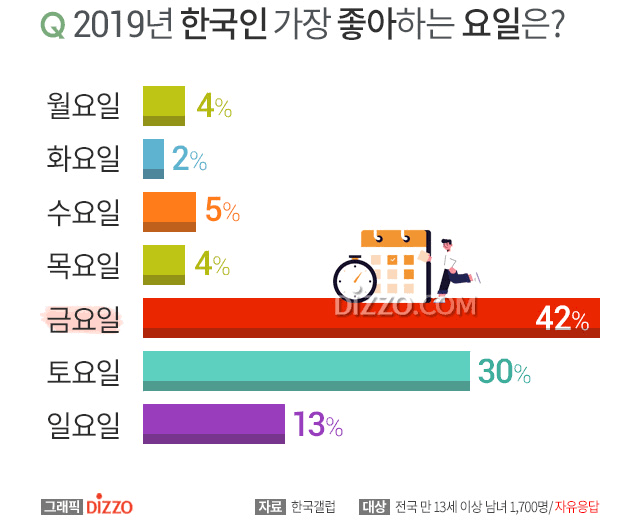 Q 2019년 한국인 가장 좋아하는 요일은?
월요일 4%
화요일 2%
수요일 5%
목요일 4%
DIZZO.COM
금요일 42%
토요일 30%
일요일 13%
그래픽 DIZZO 자료 한국갤럽 대상 전국 만 13세 이상 남녀 1,700명/자유응답